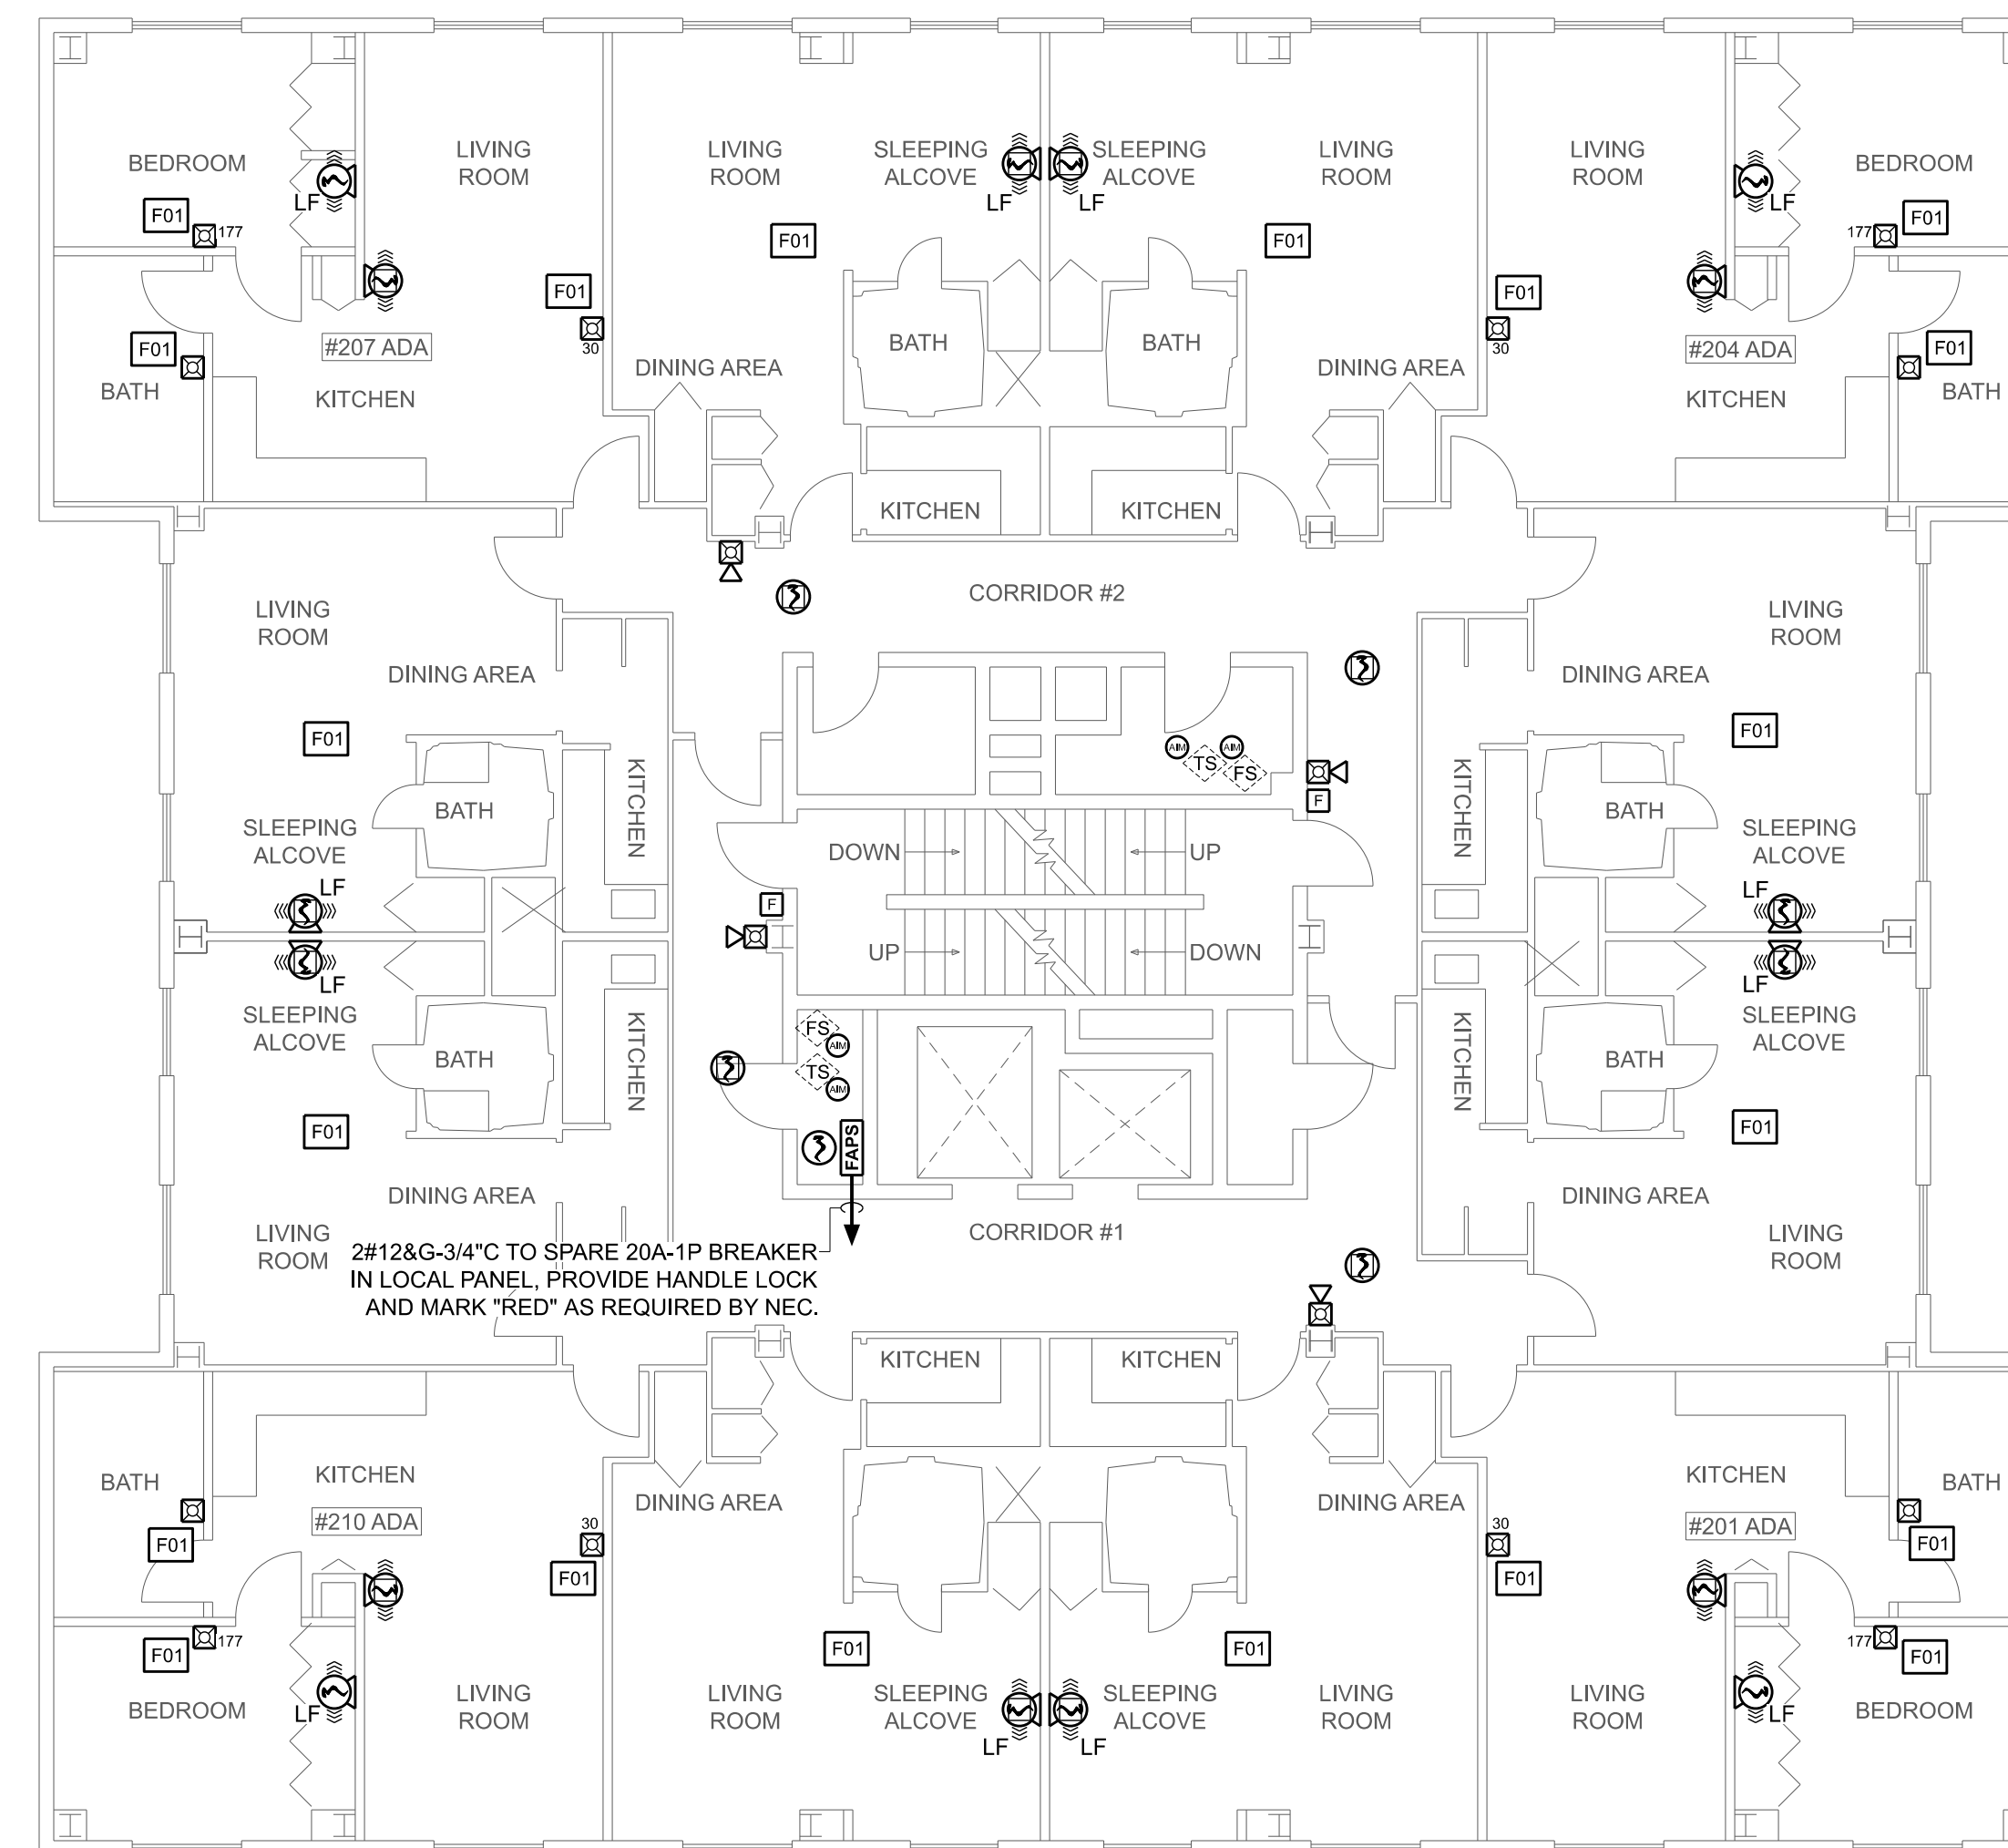 BEDROOM
LIVING
ROOM
LIVING
ROOM
SLEEPING
ALCOVE
SLEEPING
ALCOVE
LIVING
ROOM
LIVING
ROOM
BEDROOM
LF
LF
LF
LF
F01
177
F01
F01
177
F01
F01
30
F01
30
F01
F01
#207 ADA
BATH
BATH
#204 ADA
BATH
KITCHEN
DINING AREA
DINING AREA
KITCHEN
BATH
KITCHEN
KITCHEN
CORRIDOR #2
LIVING
ROOM
LIVING
ROOM
DINING AREA
DINING AREA
F01
F01
AIM
AIM
TS
FS
F
KITCHEN
KITCHEN
BATH
BATH
SLEEPING
ALCOVE
SLEEPING
ALCOVE
DOWN
UP
LF
LF
F
UP
DOWN
LF
LF
SLEEPING
ALCOVE
SLEEPING
ALCOVE
FS
AIM
TS
AIM
KITCHEN
KITCHEN
BATH
BATH
F01
F01
FAPS
DINING AREA
DINING AREA
LIVING
ROOM
CORRIDOR #1
LIVING
ROOM
2#12&G-3/4"C TO SPARE 20A-1P BREAKER
IN LOCAL PANEL, PROVIDE HANDLE LOCK
AND MARK "RED" AS REQUIRED BY NEC.
KITCHEN
KITCHEN
BATH
KITCHEN
DINING AREA
DINING AREA
KITCHEN
BATH
#210 ADA
#201 ADA
30
30
F01
F01
F01
F01
177
F01
F01
F01
177
F01
BEDROOM
LF
LIVING
ROOM
LIVING
ROOM
SLEEPING
ALCOVE
LF
LF
SLEEPING
ALCOVE
LIVING
ROOM
LIVING
ROOM
LF
BEDROOM